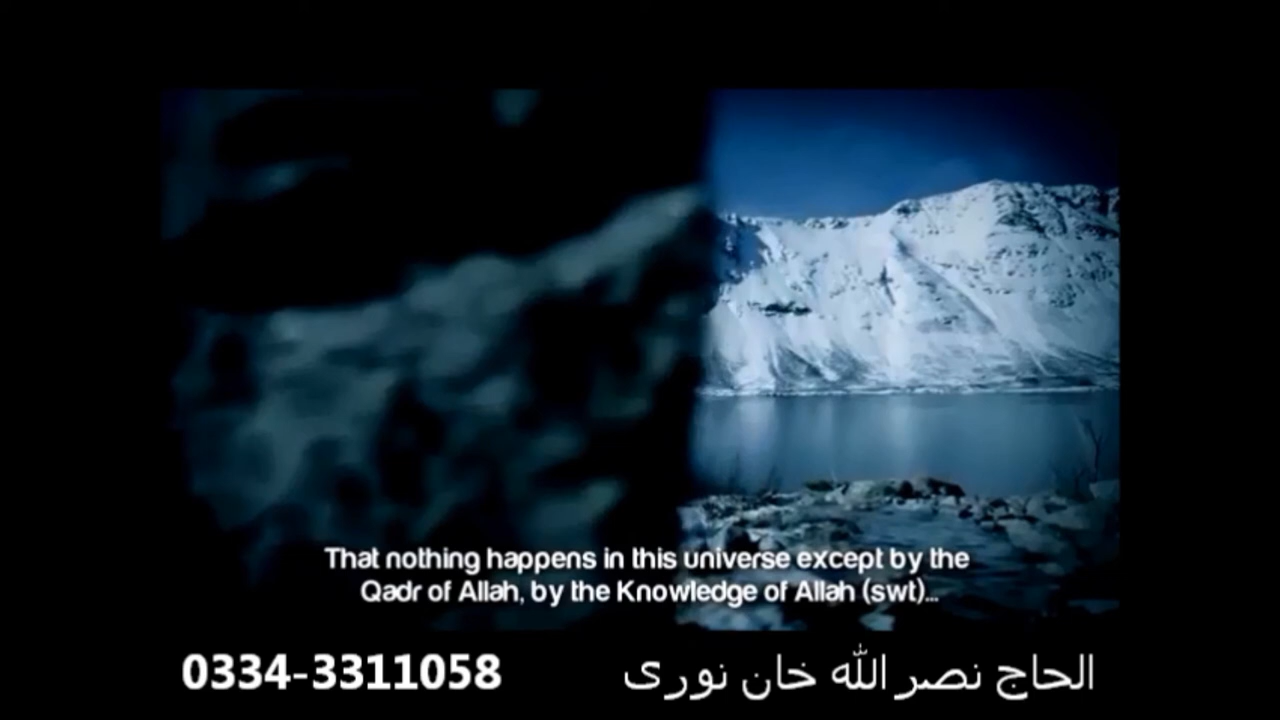 That nothing happens in this universe except by the
Qadr of Allah, by the Knowledge of Allah (swt)...
0334-3311058
الحاج نصر الله خان نوری